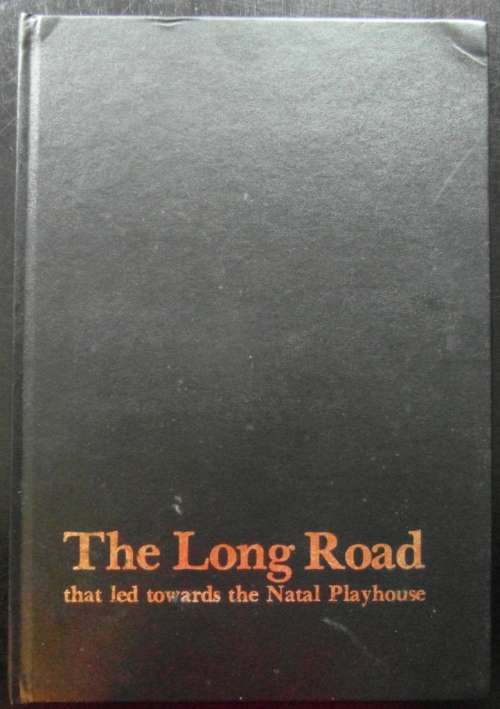 The Long Road
that led towards the Natal Playhouse